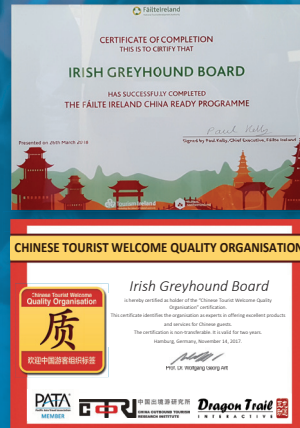 Fáilte Ireland
CERTIFICATE OF COMPLETION
THIS IS TO CERTIFY THAT
IRISH GREYHOUND BOARD
HAS SUCCESSFULLY COMPLETED
THE FÁILTE IRELAND CHINA READY PROGRAMME
Paul Kelly
Presented on 26th March 2018
Signed by Paul Kelly, Chief Executive, Fáilte Ireland
Tourism Ireland
CHINESE TOURIST WELCOME QUALITY ORGANISATION
Irish Greyhound Board
is hereby certified as holder of the "Chinese Tourist Welcome Quality
Organisation" certification.
This certificate identifies the organisation as experts in offering excellent products
and services for Chinese guests.
The certification is non-transferable. It is valid for two years.
Hamburg, Germany, November 14, 2017.
Prof. Dr. Wolfgang Georg Arlt
Chinese Tourist Welcome
Quality Organisation
质
欢迎中国游客组织标签
PATA
MEMBER
中国出境游研究所
CHINA OUTBOUND TOURISM
RESEARCH INSTITUTE
Dragon Trail
INTERACTIVE